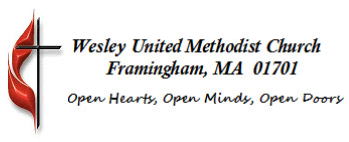 Wesley United Methodist Church
Framingham, MA 01701
Open Hearts, Open Minds, Open Doors